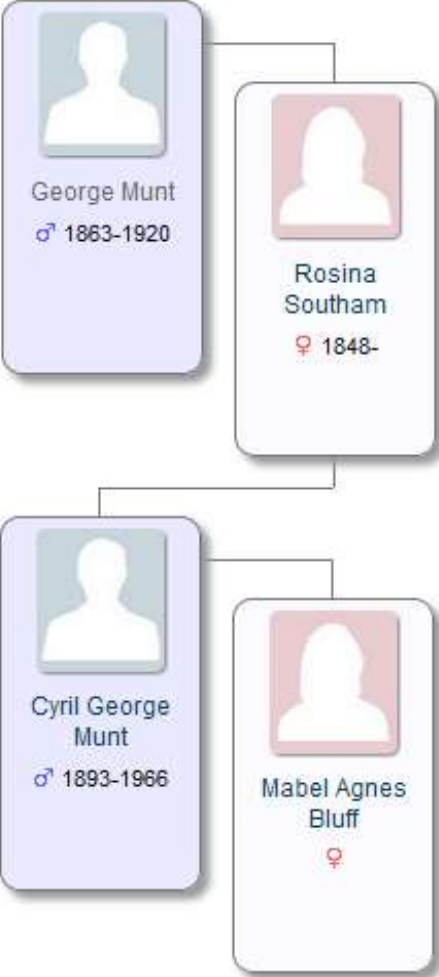 George Munt
♂ 1863-1920
Rosina
Southam
♀ 1848-
Cyril George
Munt
♂ 1893-1966
Mabel Agnes
Bluff
♀